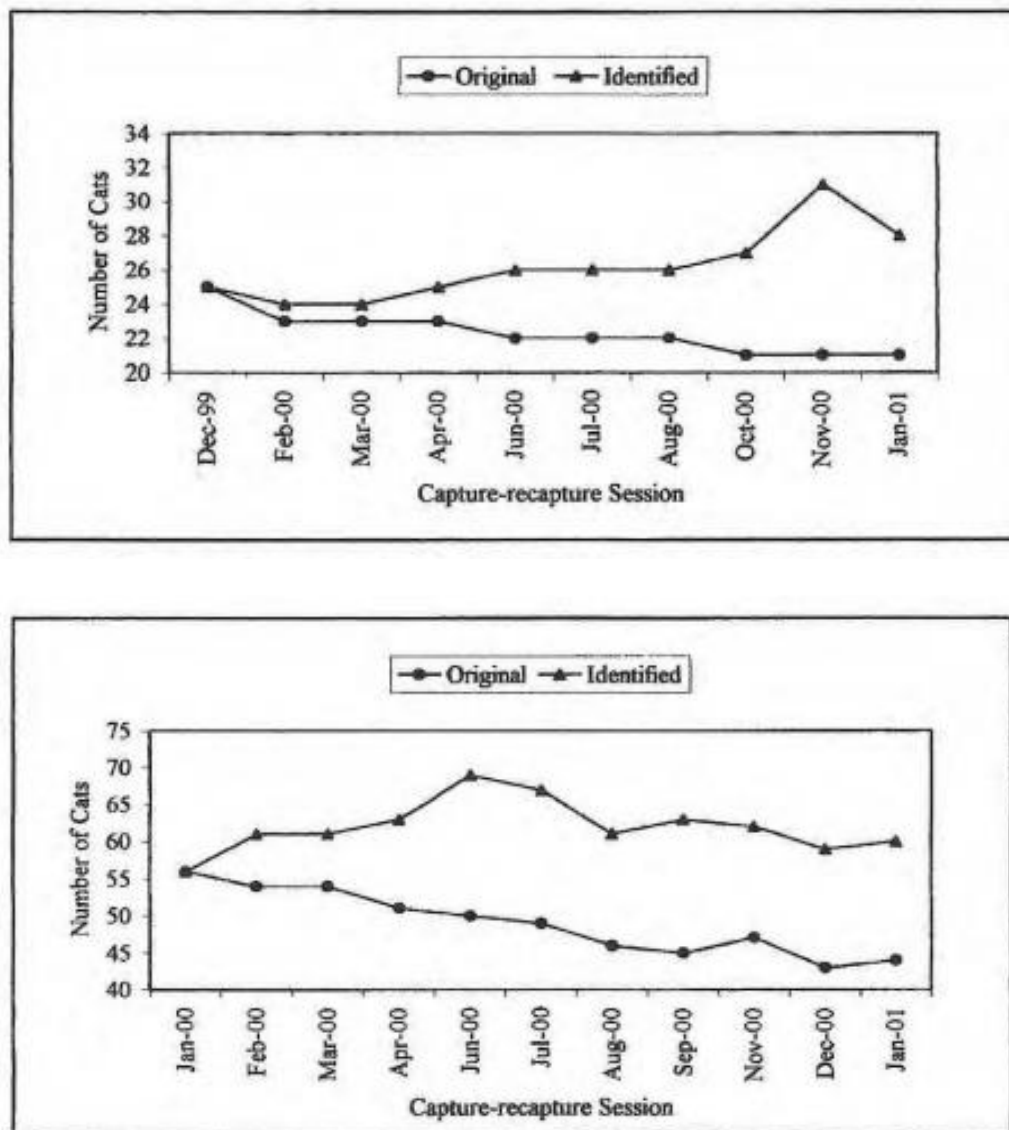 Original Identified
Number of Cats
34
32
30
28
26
24
22
20
Dec-99
Feb-00
Mar-00
Apr-00
Jun-00
Jul-00
Aug-00
Oct-00
Nov-00
Jan-01
Capture-recapture Session
Original Identified
Number of Cats
75
70
65
60
55
50
45
40
Jan-00
Feb-00
Mar-00
Apr-00
Jun-00
Jul-00
Aug-00
Sep-00
Nov-00
Dec-00
Jan-01
Capture-recapture Session